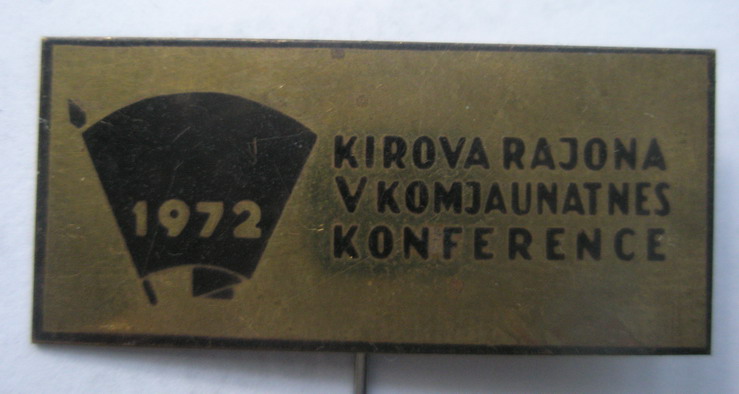 1972
KIROVA RAJONA
V KOMJAUNATNES
KONFERENCE